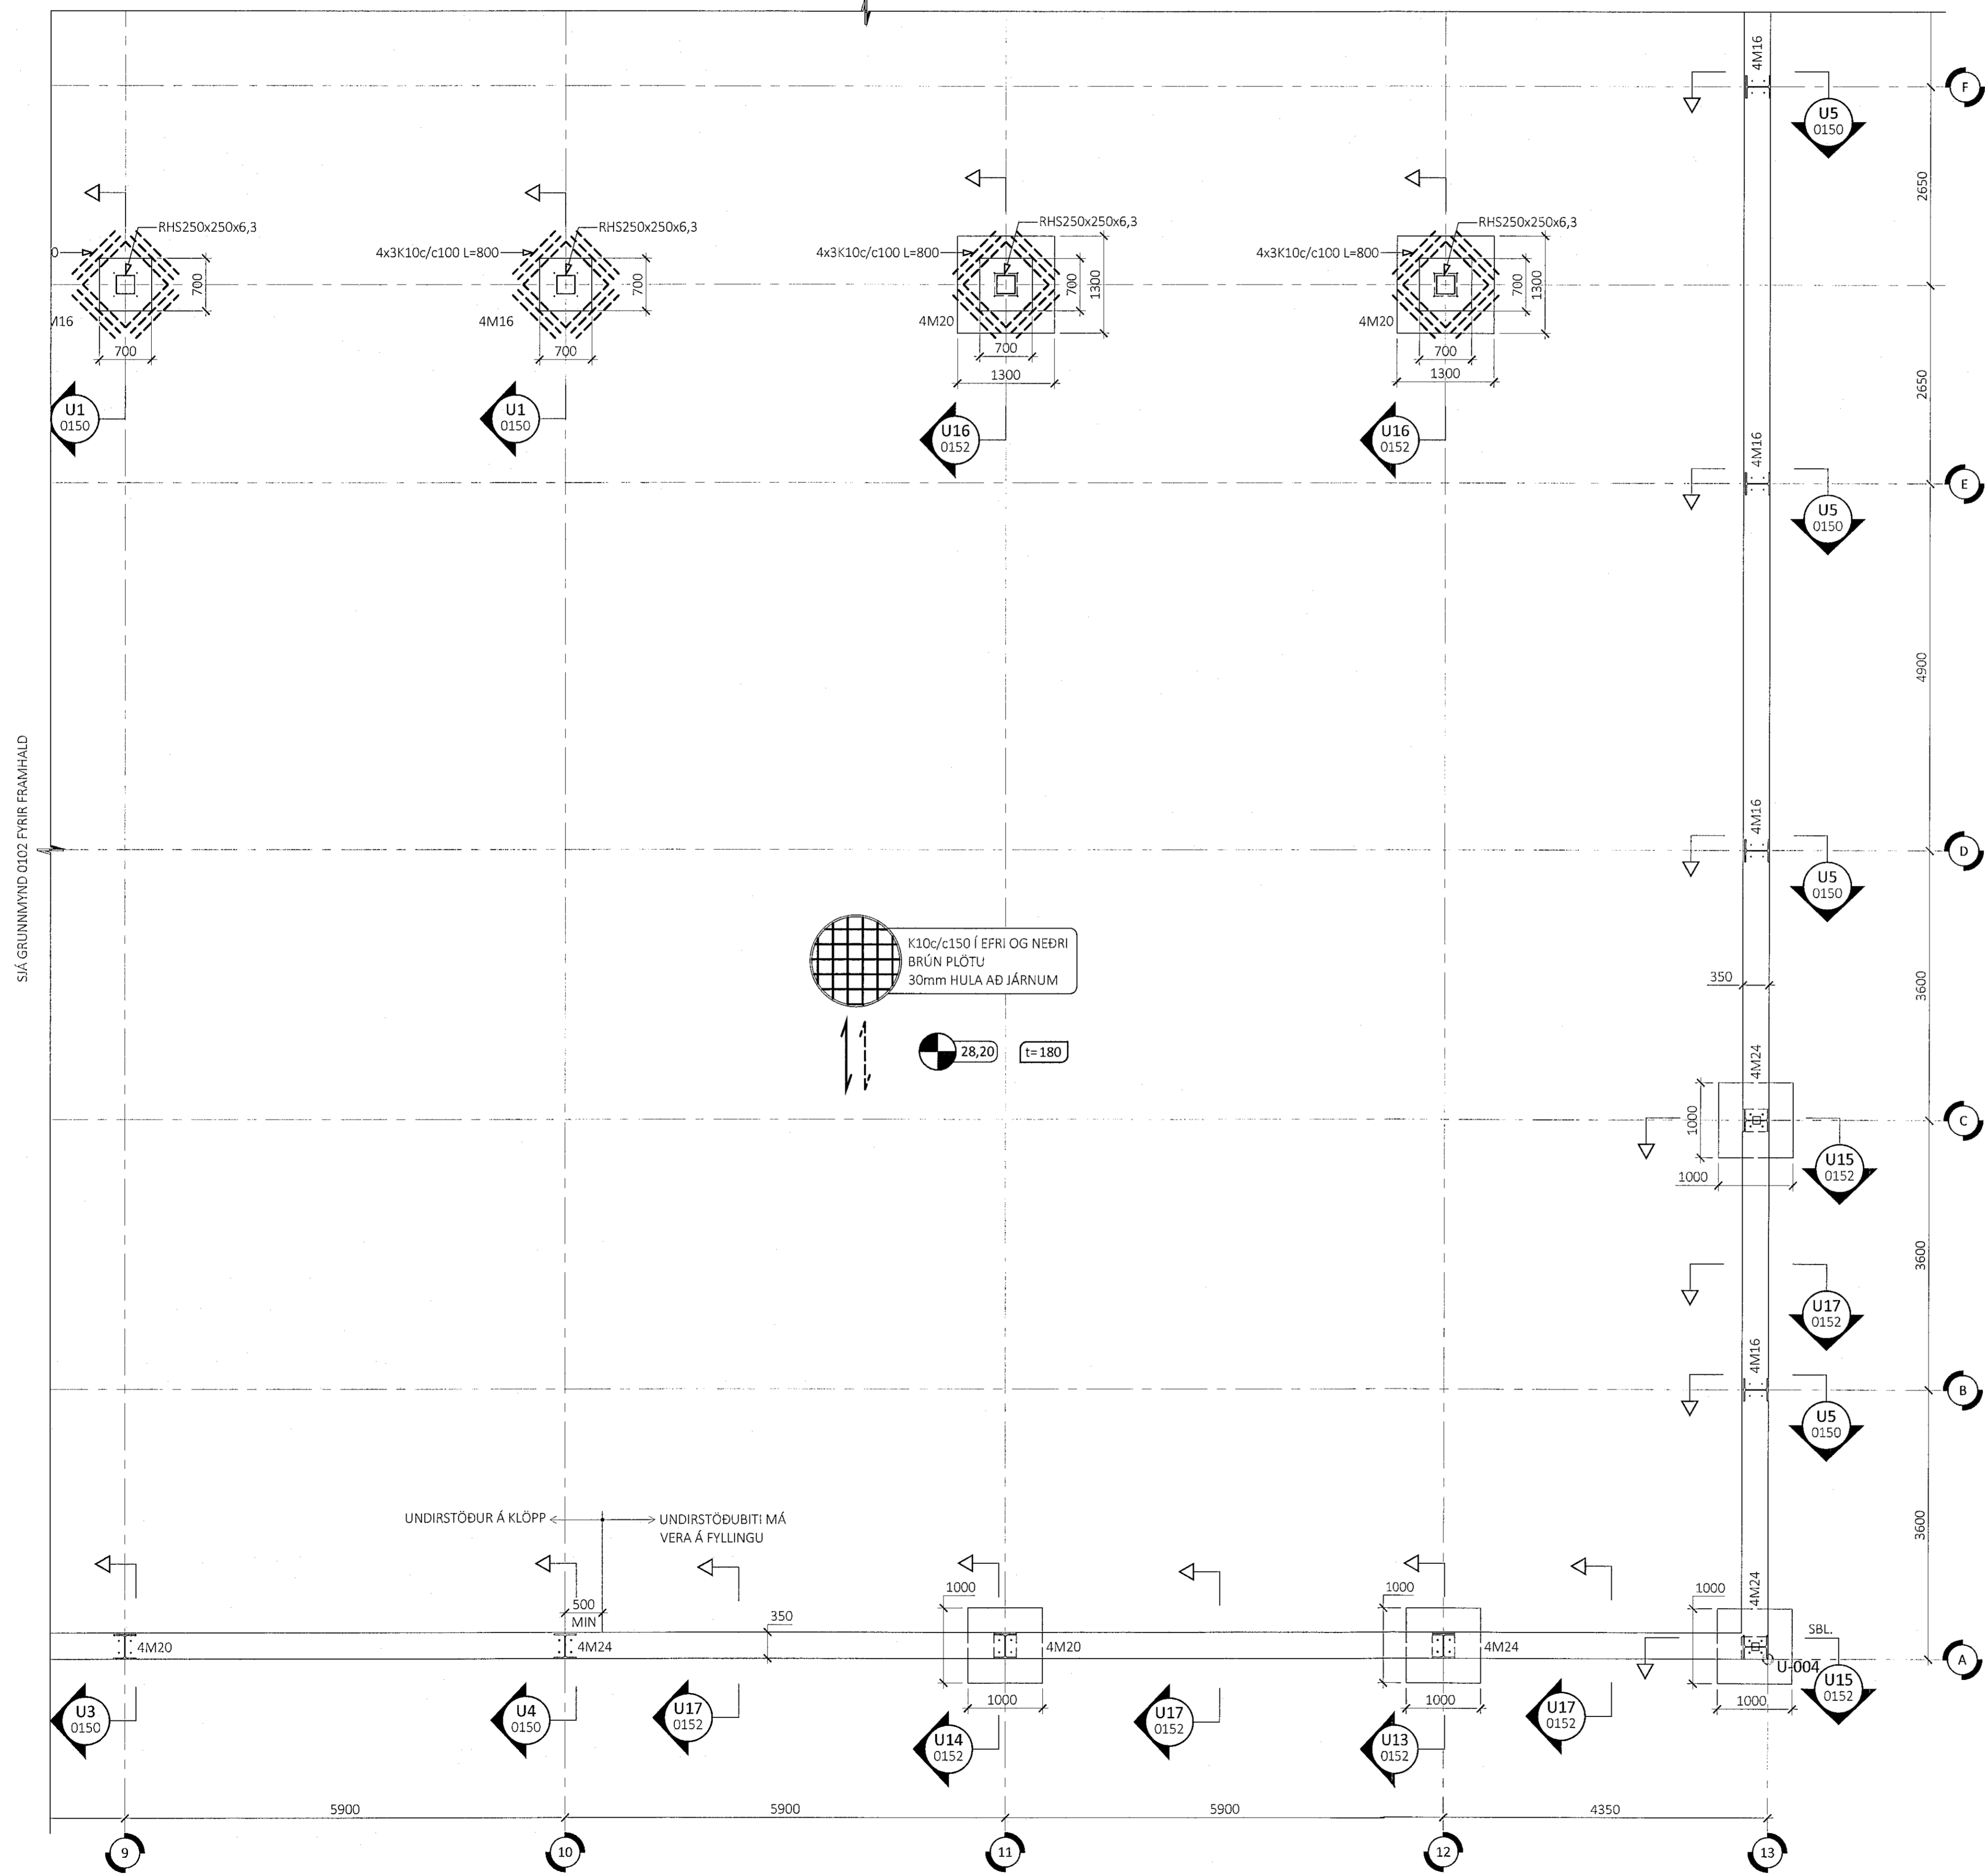 4M16
F
U5
0150
2650
RHS250x250x6,3
RHS250x250x6,3
RHS250x250x6,3
RHS250x250x6,3
4x3K10c/c100 L=800
4x3K10c/c100 L=800
4x3K10c/c100 L=800
700
700
700
1300
700
1300
4M16
4M20
4M20
700
700
700
1300
700
1300
2650
U1
0150
U1
0150
U16
0152
U16
0152
4M16
E
U5
0150
4900
SJÁ GRUNNMYND 0102 FYRIR FRAMHALD
4M16
D
U5
0150
K10c/c150 Í EFRI OG NEÐRI
BRÚN PLÖTU
30mm HULA AÐ JÁRNUM
350
3600
28,20
t=180
4M24
1000
C
1000
U15
0152
3600
U17
0152
4M16
B
U5
0150
UNDIRSTÖÐUR Á KLÖPP
UNDIRSTÖÐUBITI MÁ
VERA Á FYLLINGU
3600
500
MIN
350
1000
1000
4M24
1000
SBL.
4M20
4M24
4M20
4M24
A
U-004
1000
1000
1000
U15
0152
U3
0150
U4
0150
U17
0152
U14
0152
U17
0152
U13
0152
U17
0152
5900
5900
5900
4350
9
10
11
12
13